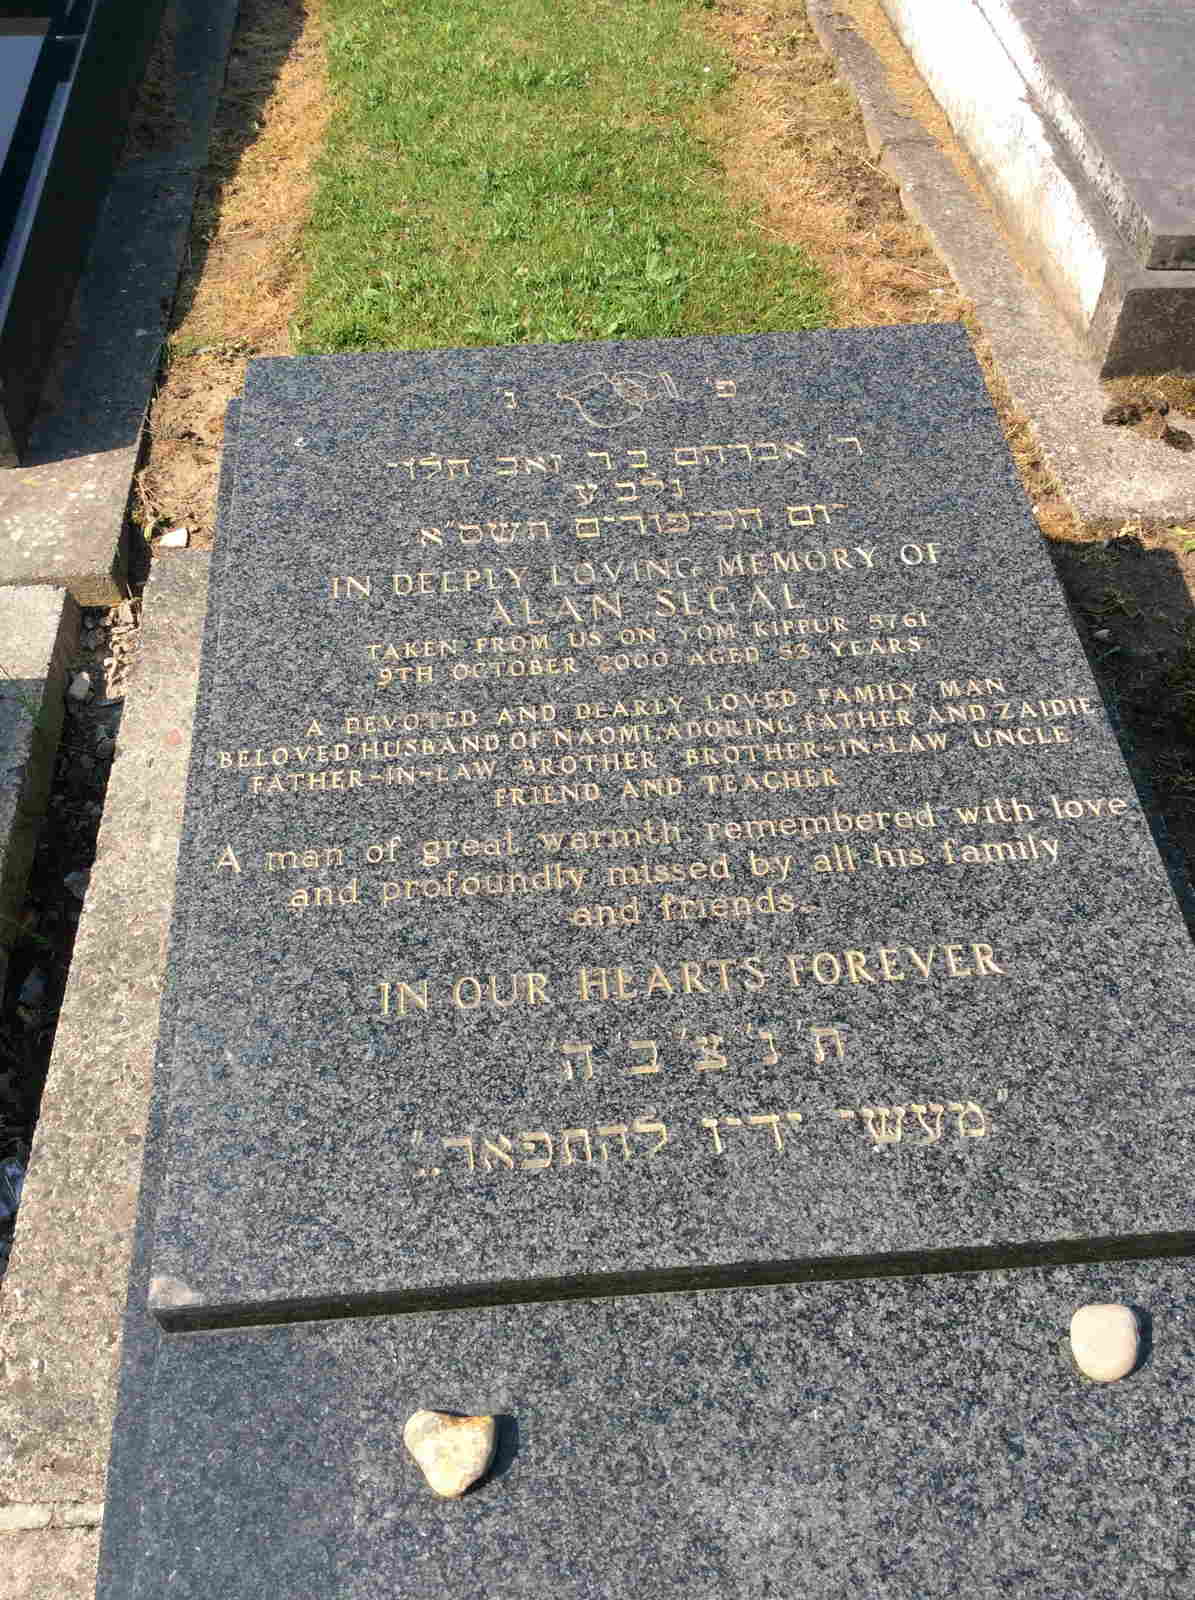 פ' נ'
ר' אברהם ב'ר זאב הלוי
נ'לב'ע
יום הכיפורים תשס"א
IN DEEPLY LOVING MEMORY OF
ALAN SEGAL
TAKEN FROM US ON YOM KIPPUR 5761
9TH OCTOBER 2000 AGED 53 YEARS
A DEVOTED AND DEARLY LOVED FAMILY MAN
BELOVED HUSBAND OF NAOMI, ADORING FATHER AND ZAIDIE
FATHER-IN-LAW BROTHER BROTHER-IN-LAW UNCLE
FRIEND AND TEACHER
A man of great warmth remembered with love
and profoundly missed by all his family
and friends.
IN OUR HEARTS FOREVER
ת' נ' צ' ב' ה'
"מעשי ידיו להתפאר.."